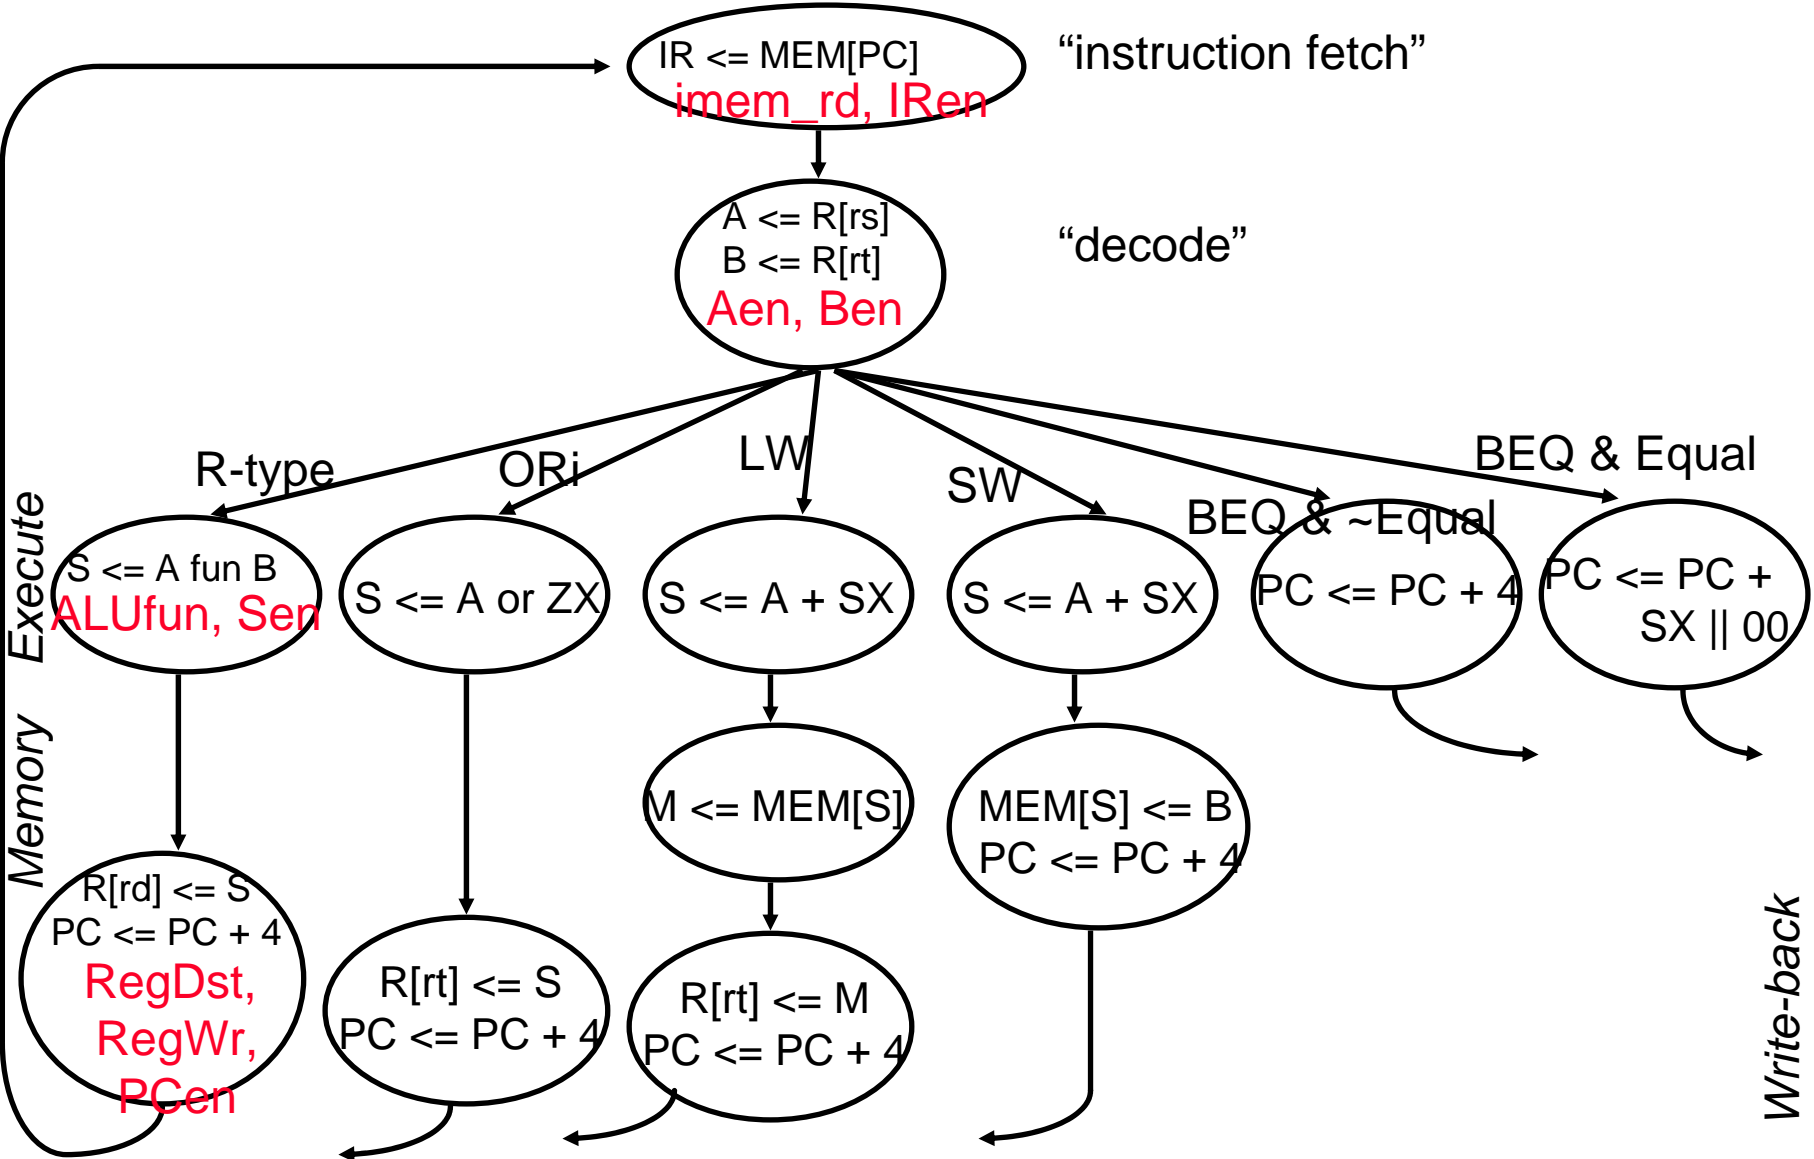 IR <= MEM[PC]
imem_rd, IRen
“instruction fetch”
A <= R[rs]
B <= R[rt]
Aen, Ben
“decode”
R-type
ORi
LW
SW
BEQ & ~Equal
BEQ & Equal
Execute
S <= A fun B
ALUfun, Sen
S <= A or ZX
S <= A + SX
S <= A + SX
PC <= PC + 4
PC <= PC +
SX || 00
Memory
M <= MEM[S]
MEM[S] <= B
PC <= PC + 4
R[rd] <= S
PC <= PC + 4
RegDst,
RegWr,
PCen
R[rt] <= S
PC <= PC + 4
R[rt] <= M
PC <= PC + 4
Write-back